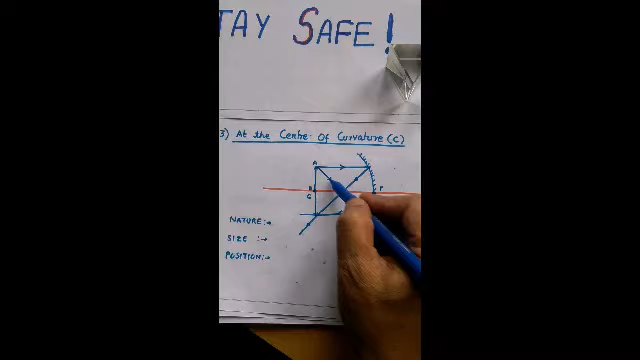 TAY SAFE!
3) At the Centre Of Curvature (C)
A
B
P
C
NATURE:→
SIZE :→
POSITION:→